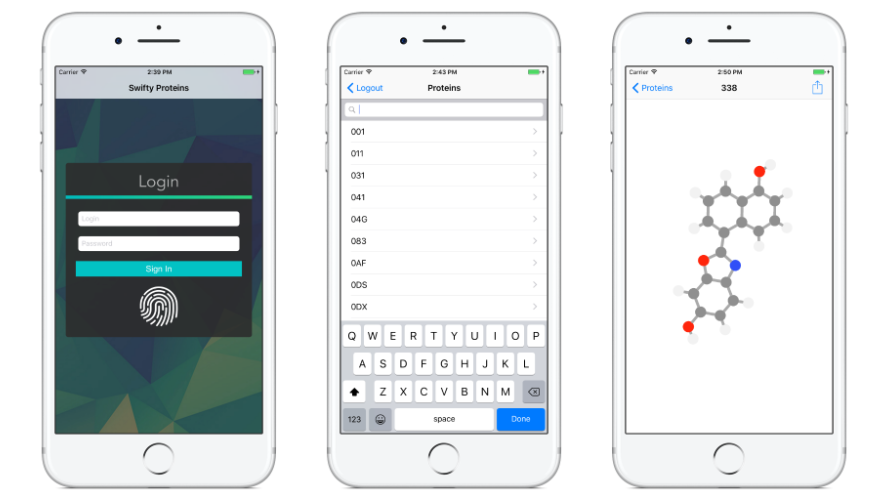 Carrier 2:39 PM
Swifty Proteins
Login
Login
Password
Sign In
Carrier 2:43 PM
Logout Proteins
001
011
031
041
04G
083
0AF
0DS
0DX
Q W E R T Y U I O P
A S D F G H J K L
Z X C V B N M
123 space Done
Carrier 2:50 PM
Proteins 338